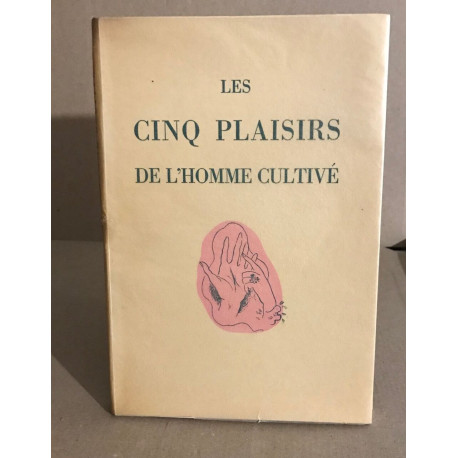 LES
CINQ PLAISIRS
DE L'HOMME CULTIVÉ